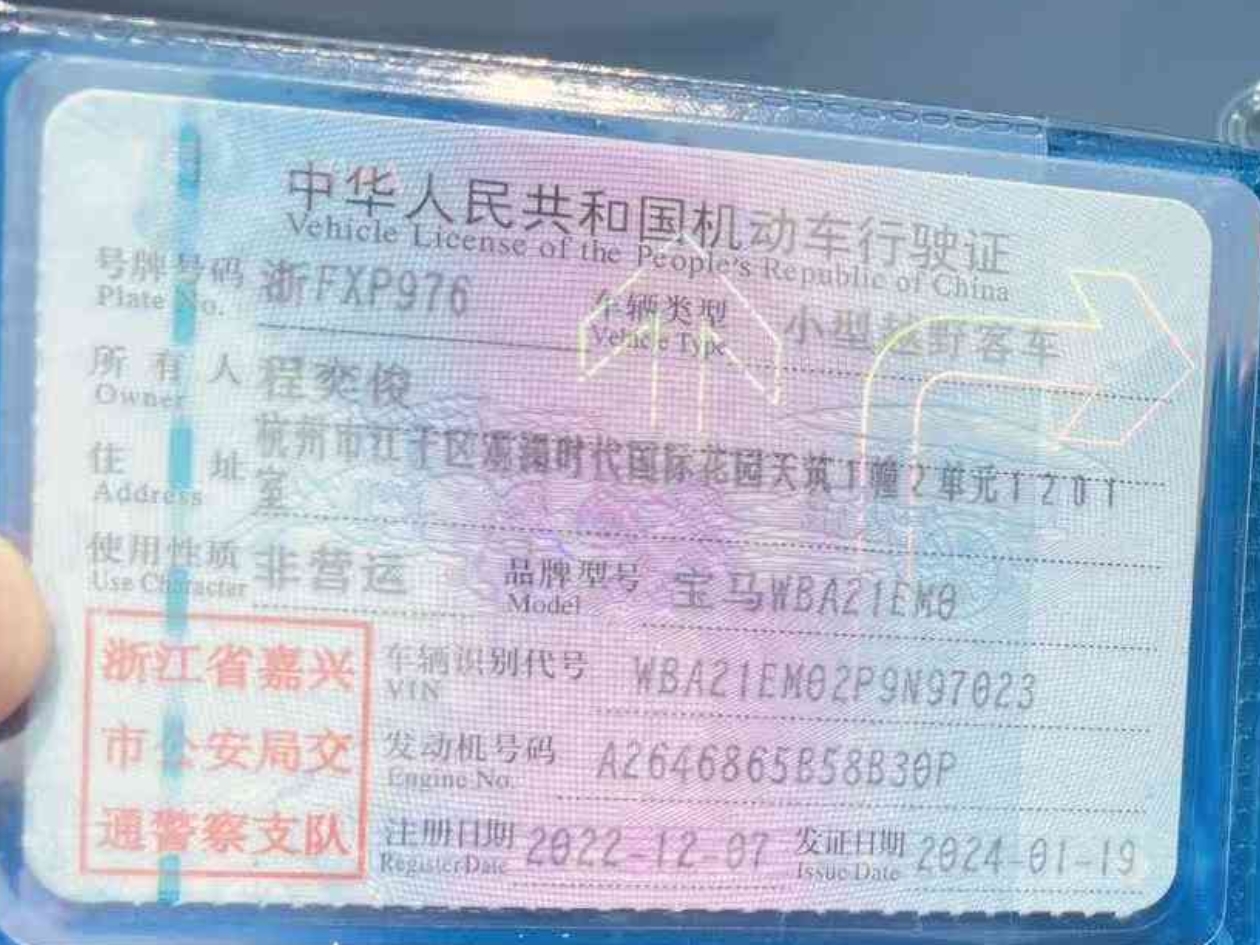 中华人民共和国机动车行驶证
Vehicle License of the People's Republic of China
号牌号码 浙FXP976 车辆类型 小型越野客车
Plate No. Vehicle Type
所有人 程奕俊
Owner
住址 杭州市江干区观澜时代国际花园天筑1幢2单元1201
Address 室
使用性质 非营运 品牌型号 宝马WBA21EM0
Use Character Model
浙江省嘉兴
市公安局交
通警察支队
车辆识别代号 WBA21EM02P9N97023
VIN
发动机号码 A2646865B58B30P
Engine No.
注册日期 2022-12-07 发证日期 2024-01-19
Register Date Issue Date